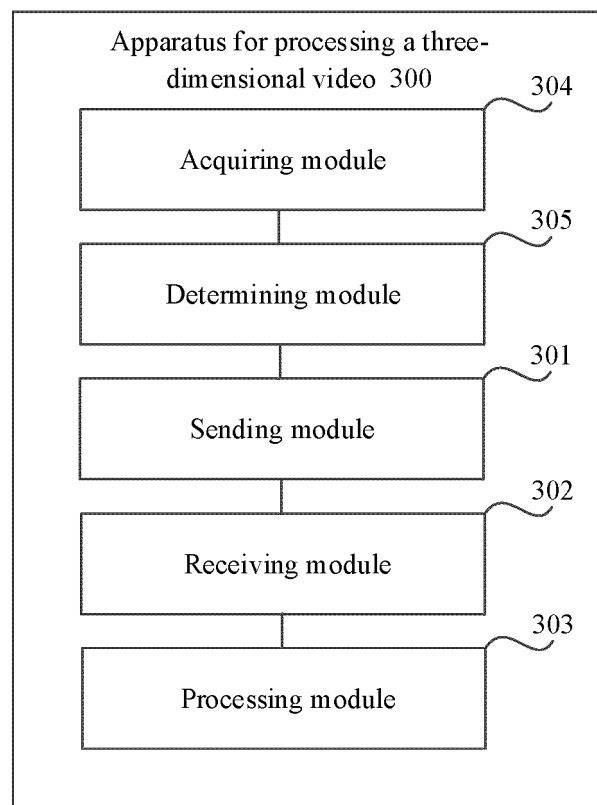 Apparatus for processing a three-
dimensional video 300
304
Acquiring module
305
Determining module
301
Sending module
302
Receiving module
303
Processing module